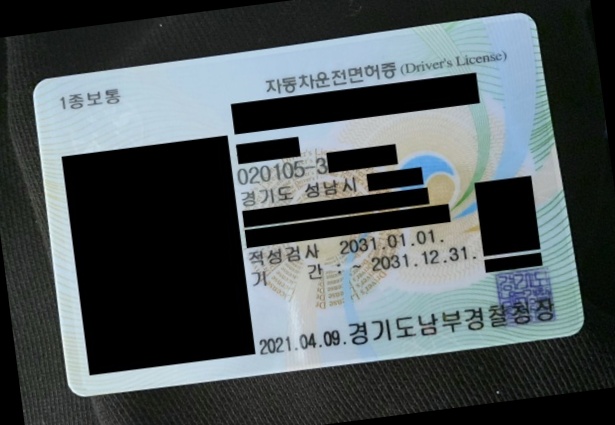 1종보통
자동차운전면허증 (Driver's License)
020105-3
경기도 성남시
적성검사 2031.01.01.
기 간 : ~ 2031.12.31.
2021.04.09. 경기도남부경찰청장